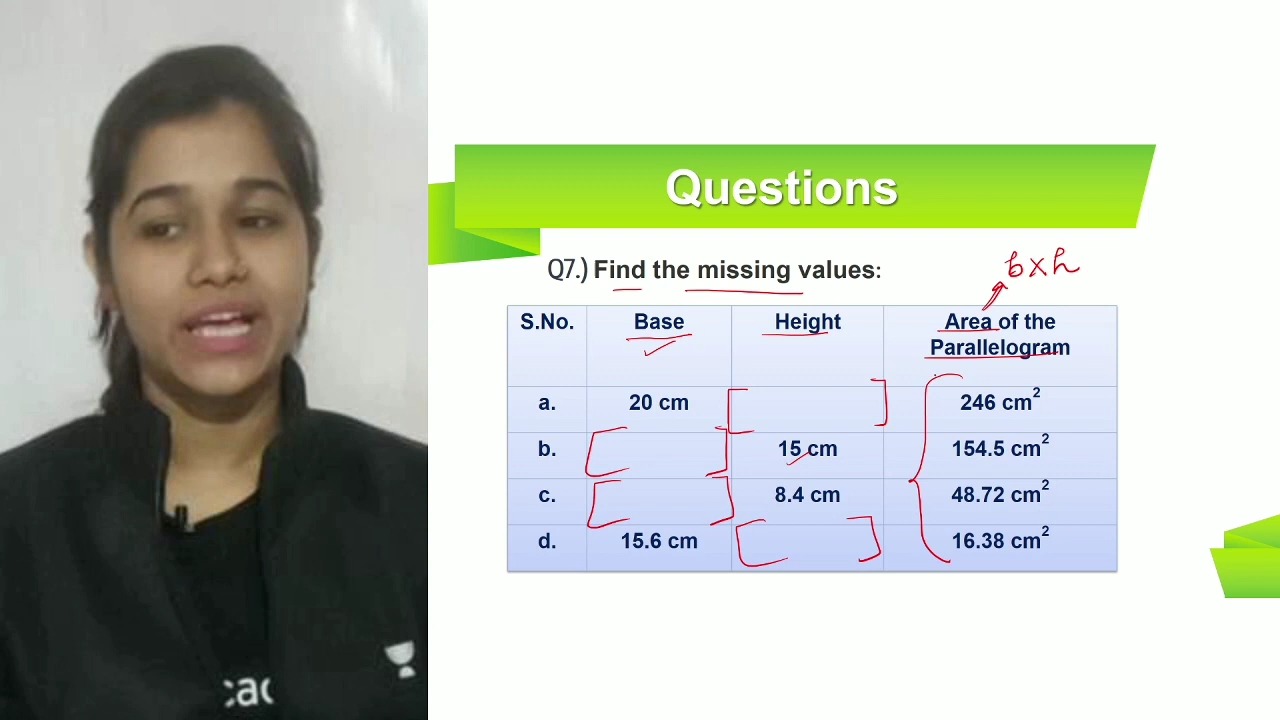 Questions
Q7.) Find the missing values:
b×h
S.No. Base Height Area of the Parallelogram
a. 20 cm 246 cm²
b. 15 cm 154.5 cm²
c. 8.4 cm 48.72 cm²
d. 15.6 cm 16.38 cm²